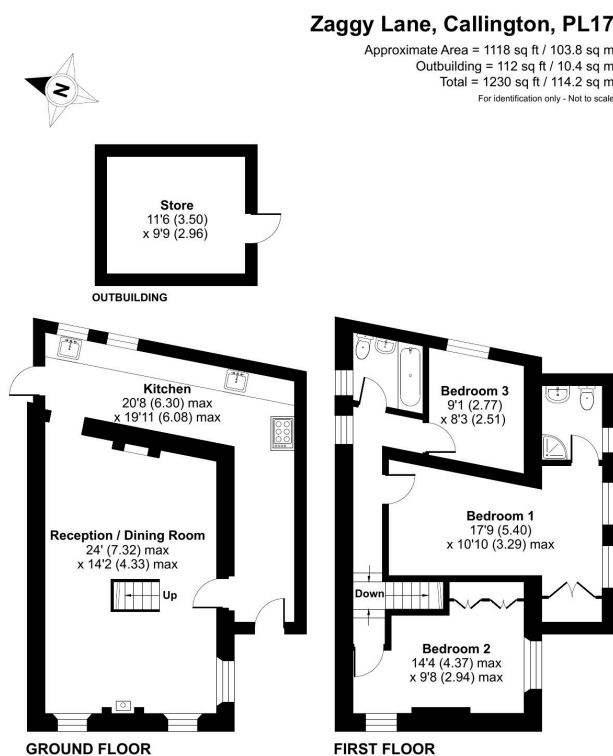 Zaggy Lane, Callington, PL17
Approximate Area = 1118 sq ft / 103.8 sq m
Outbuilding = 112 sq ft / 10.4 sq m
Total = 1230 sq ft / 114.2 sq m
For identification only - Not to scale
N
Store
11'6 (3.50)
x 9'9 (2.96)
OUTBUILDING
Kitchen
20'8 (6.30) max
x 19'11 (6.08) max
Reception / Dining Room
24' (7.32) max
x 14'2 (4.33) max
Up
GROUND FLOOR
Bedroom 3
9'1 (2.77)
x 8'3 (2.51)
Bedroom 1
17'9 (5.40)
x 10'10 (3.29) max
Down
Bedroom 2
14'4 (4.37) max
x 9'8 (2.94) max
FIRST FLOOR